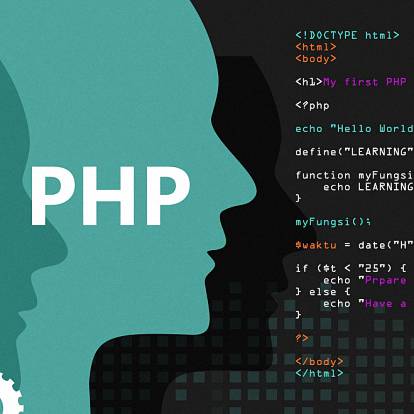 PHP
<!DOCTYPE html>
<html>
<body>
<h1>My first PHP
<?php
echo "Hello World
define("LEARNING"
function myFungsi
echo LEARNING
}
myFungsi();
$waktu = date("H"
if ($t < "25") {
echo "Prpare
} else {
echo "Have a
}
?>
</body>
</html>